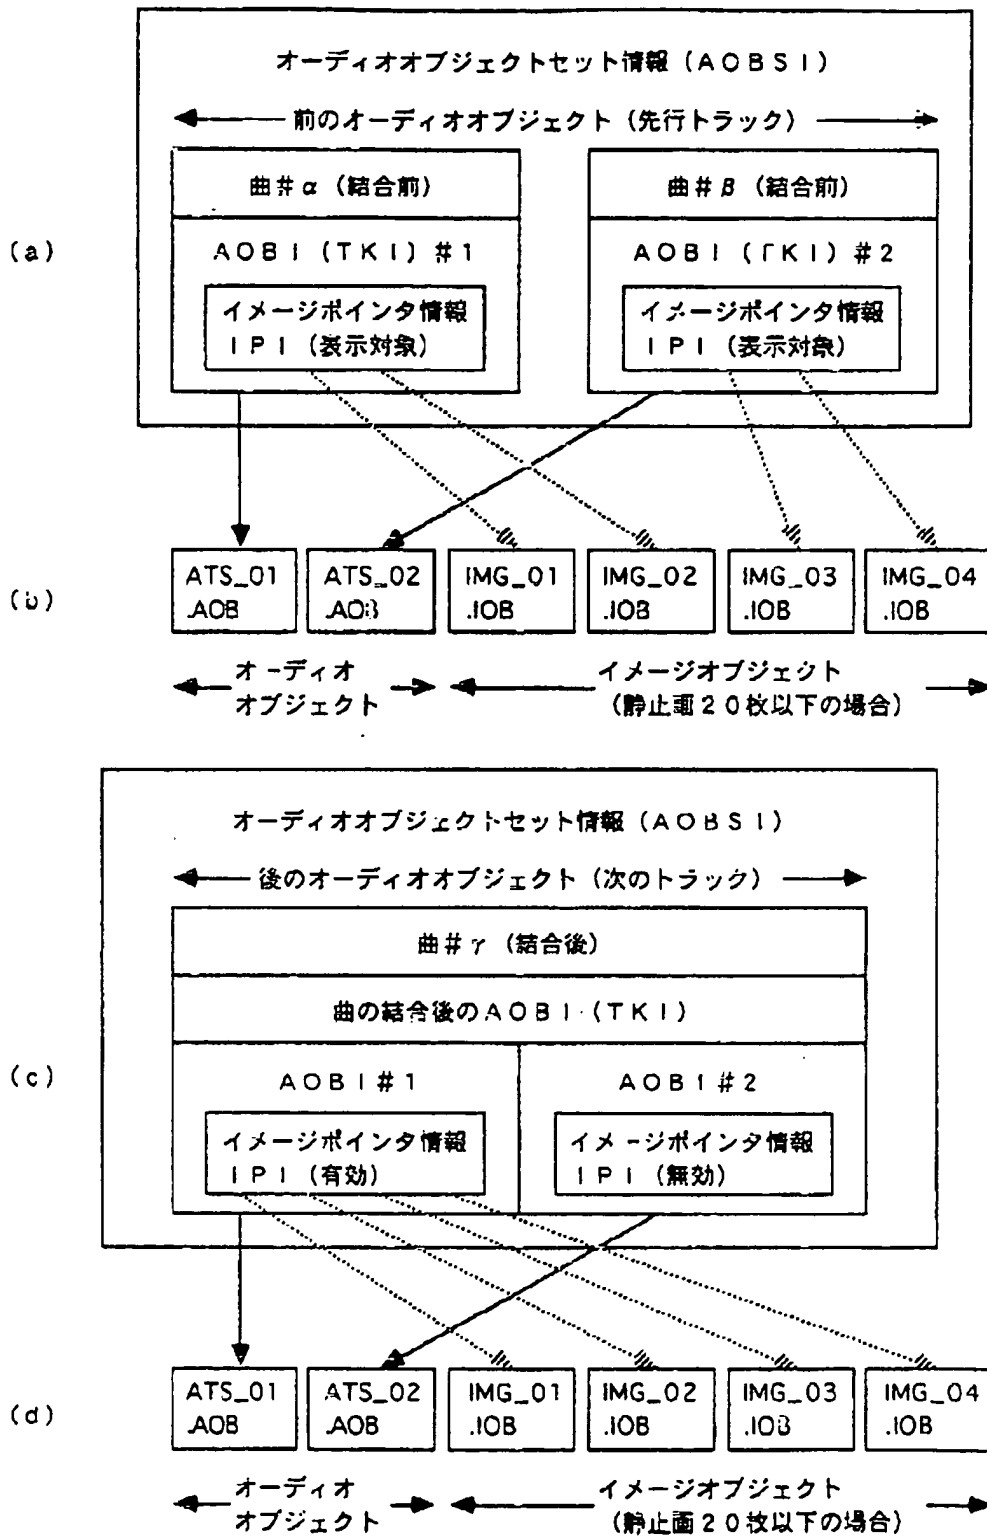 オーディオオブジェクトセット情報(AOBSI)
前のオーディオオブジェクト(先行トラック)
曲#α(結合前)
曲#β(結合前)
(a)
AOBI(TKI)#1
AOBI(TKI)#2
イメージポインタ情報
IPI(表示対象)
イメージポインタ情報
IPI(表示対象)
(b)
ATS_01
.AOB
ATS_02
.AOB
IMG_01
.IOB
IMG_02
.IOB
IMG_03
.IOB
IMG_04
.IOB
オーディオ
オブジェクト
イメージオブジェクト
(静止画20枚以下の場合)
オーディオオブジェクトセット情報(AOBSI)
後のオーディオオブジェクト(次のトラック)
曲#γ(結合後)
曲の結合後のAOBI(TKI)
(c)
AOBI#1
AOBI#2
イメージポインタ情報
IPI(有効)
イメージポインタ情報
IPI(無効)
(d)
ATS_01
.AOB
ATS_02
.AOB
IMG_01
.IOB
IMG_02
.IOB
IMG_03
.IOB
IMG_04
.IOB
オーディオ
オブジェクト
イメージオブジェクト
(静止画20枚以下の場合)